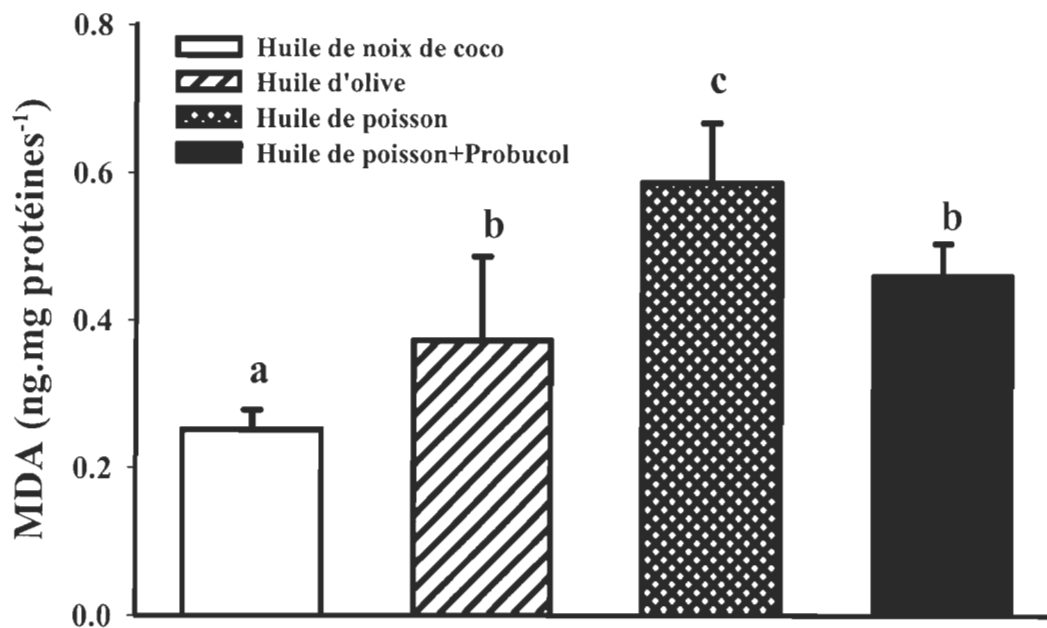 0.8
0.6
0.4
0.2
0.0
MDA (ng.mg protéines⁻¹)
Huile de noix de coco
Huile d'olive
Huile de poisson
Huile de poisson+Probucol
a
b
c
b